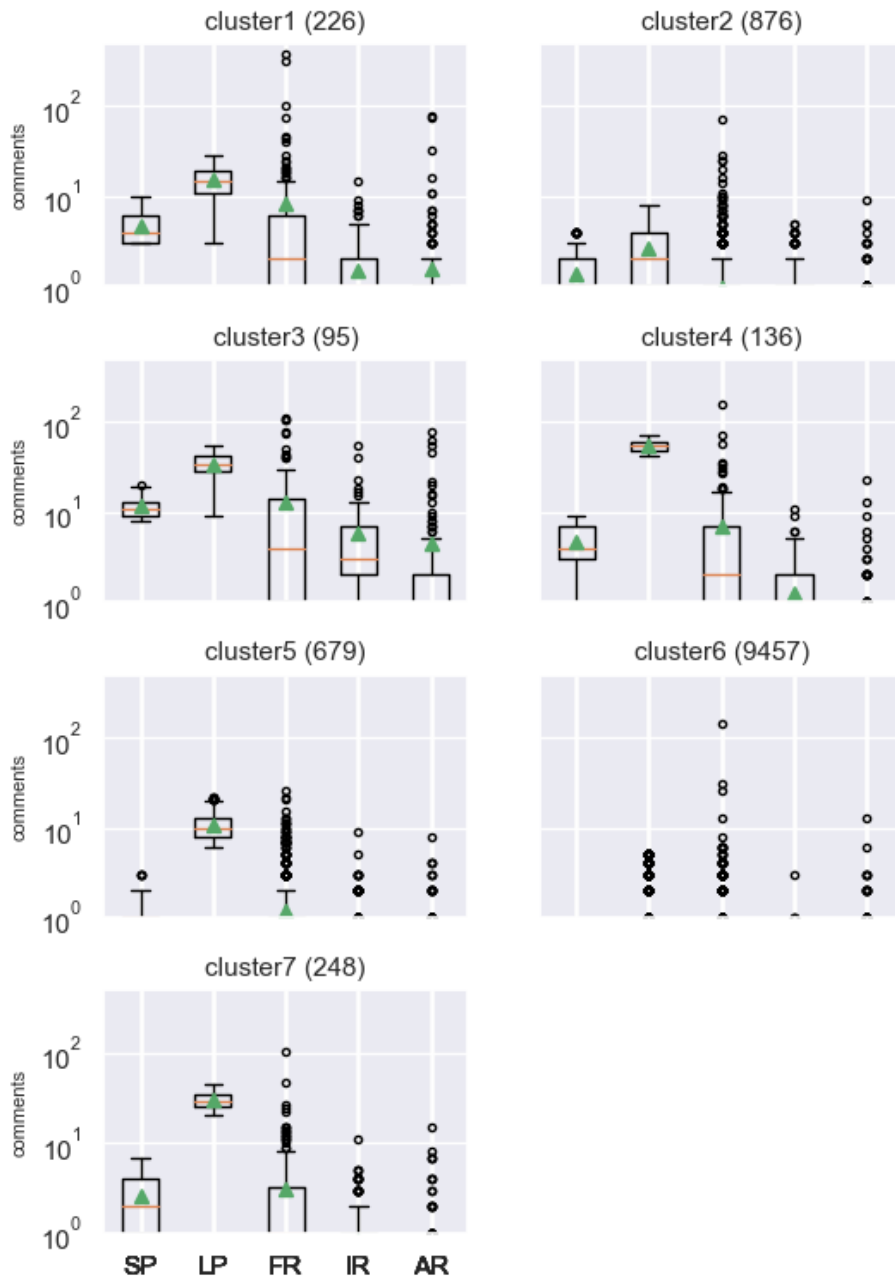 cluster1 (226)
cluster2 (876)
comments
10^2
10^1
10^0
cluster3 (95)
cluster4 (136)
comments
10^2
10^1
10^0
cluster5 (679)
cluster6 (9457)
comments
10^2
10^1
10^0
cluster7 (248)
comments
10^2
10^1
10^0
SP LP FR IR AR